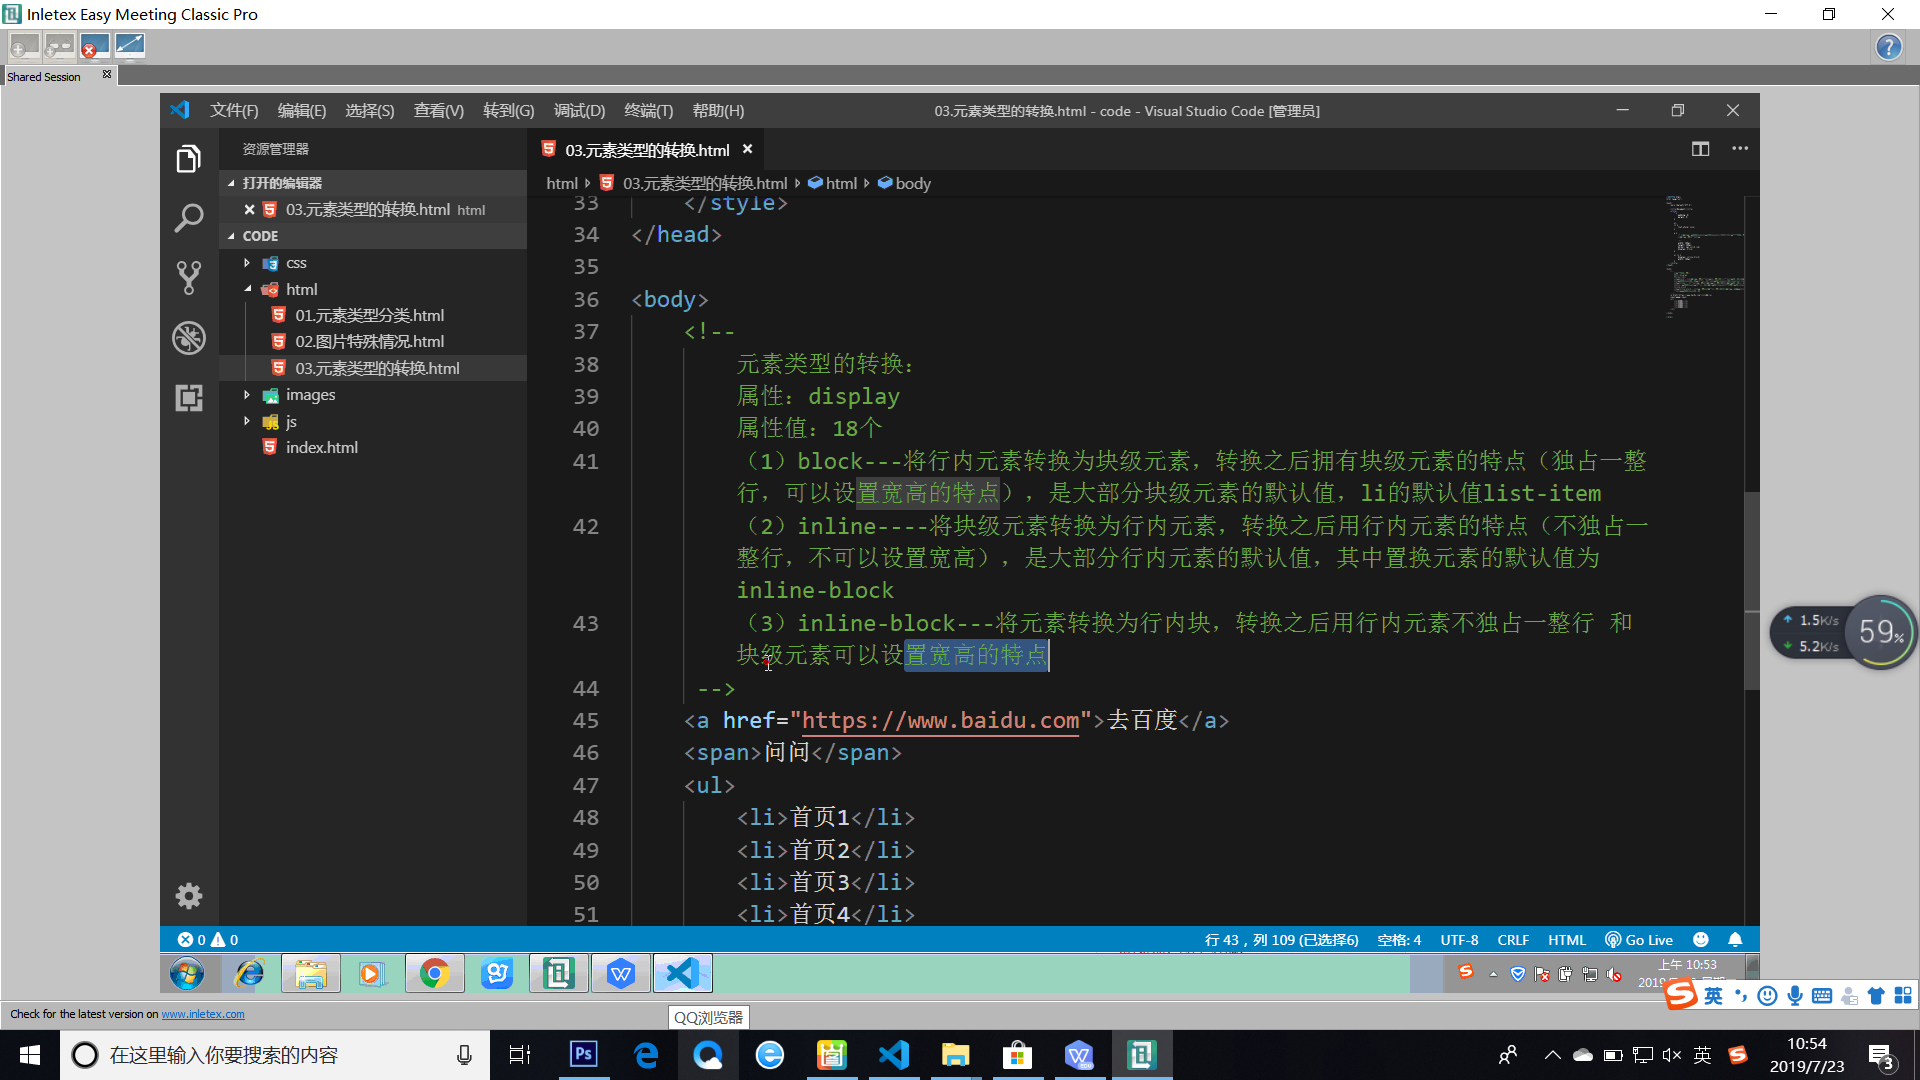 Inletex Easy Meeting Classic Pro
Shared Session
文件(F) 编辑(E) 选择(S) 查看(V) 转到(G) 调试(D) 终端(T) 帮助(H)
03.元素类型的转换.html - code - Visual Studio Code [管理员]
资源管理器
打开的编辑器
03.元素类型的转换.html html
CODE
css
html
01.元素类型分类.html
02.图片特殊情况.html
03.元素类型的转换.html
images
js
index.html
03.元素类型的转换.html
html 03.元素类型的转换.html html body
33 </style>
34 </head>
35
36 <body>
37 <!--
38 元素类型的转换：
39 属性：display
40 属性值：18个
41 （1）block---将行内元素转换为块级元素，转换之后拥有块级元素的特点（独占一整
行，可以设置宽高的特点），是大部分块级元素的默认值，li的默认值list-item
42 （2）inline----将块级元素转换为行内元素，转换之后用行内元素的特点（不独占一
整行，不可以设置宽高），是大部分行内元素的默认值，其中置换元素的默认值为
inline-block
43 （3）inline-block---将元素转换为行内块，转换之后用行内元素不独占一整行 和
块级元素可以设置宽高的特点
44 -->
45 <a href="https://www.baidu.com">去百度</a>
46 <span>问问</span>
47 <ul>
48 <li>首页1</li>
49 <li>首页2</li>
50 <li>首页3</li>
51 <li>首页4</li>
0 0
行 43，列 109 (已选择6) 空格: 4 UTF-8 CRLF HTML Go Live
1.5K/s
5.2K/s
59%
上午 10:53
英
Check for the latest version on www.inletex.com
QQ浏览器
在这里输入你要搜索的内容
Ps
英
10:54
2019/7/23
3